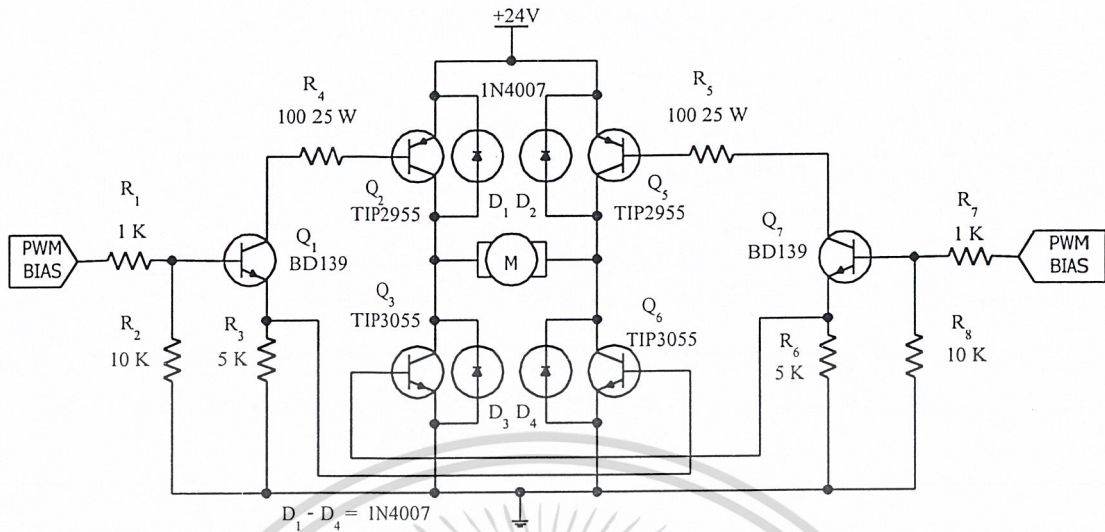 +24V
1N4007
R4
100 25 W
R5
100 25 W
Q2
TIP2955
D1 D2
Q5
TIP2955
R1
1 K
PWM
BIAS
Q1
BD139
M
Q7
BD139
R7
1 K
PWM
BIAS
R2
10 K
R3
5 K
Q3
TIP3055
Q6
TIP3055
R6
5 K
R8
10 K
D3 D4
D1 - D4 = 1N4007